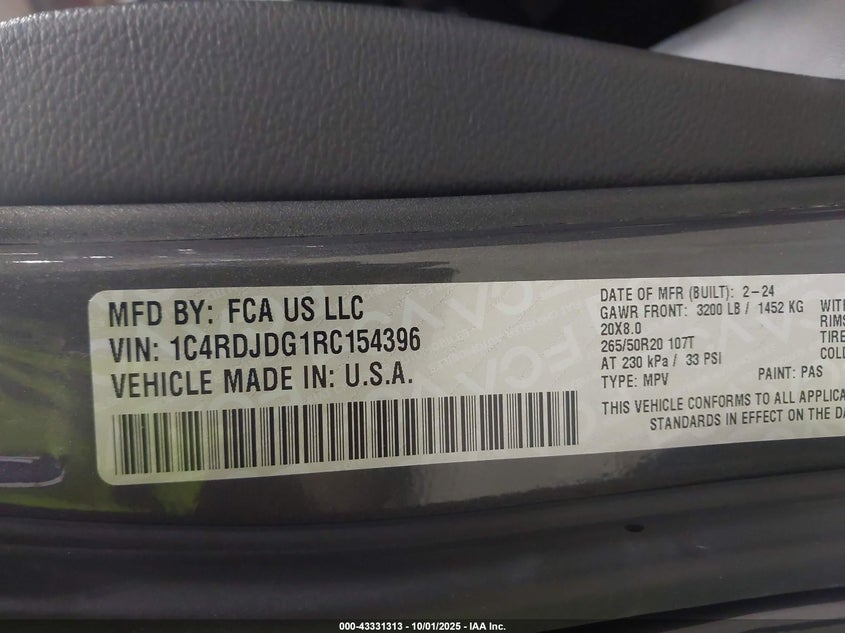 MFD BY: FCA US LLC
VIN: 1C4RDJDG1RC154396
VEHICLE MADE IN: U.S.A.
DATE OF MFR (BUILT): 2-24
GAWR FRONT: 3200 LB / 1452 KG
20X8.0
265/50R20 107T
AT 230 kPa / 33 PSI
TYPE: MPV PAINT: PAS
WITH
RIMS
TIRE
COLD
THIS VEHICLE CONFORMS TO ALL APPLICA
STANDARDS IN EFFECT ON THE DA
000-43331313 - 10/01/2025 - IAA Inc.